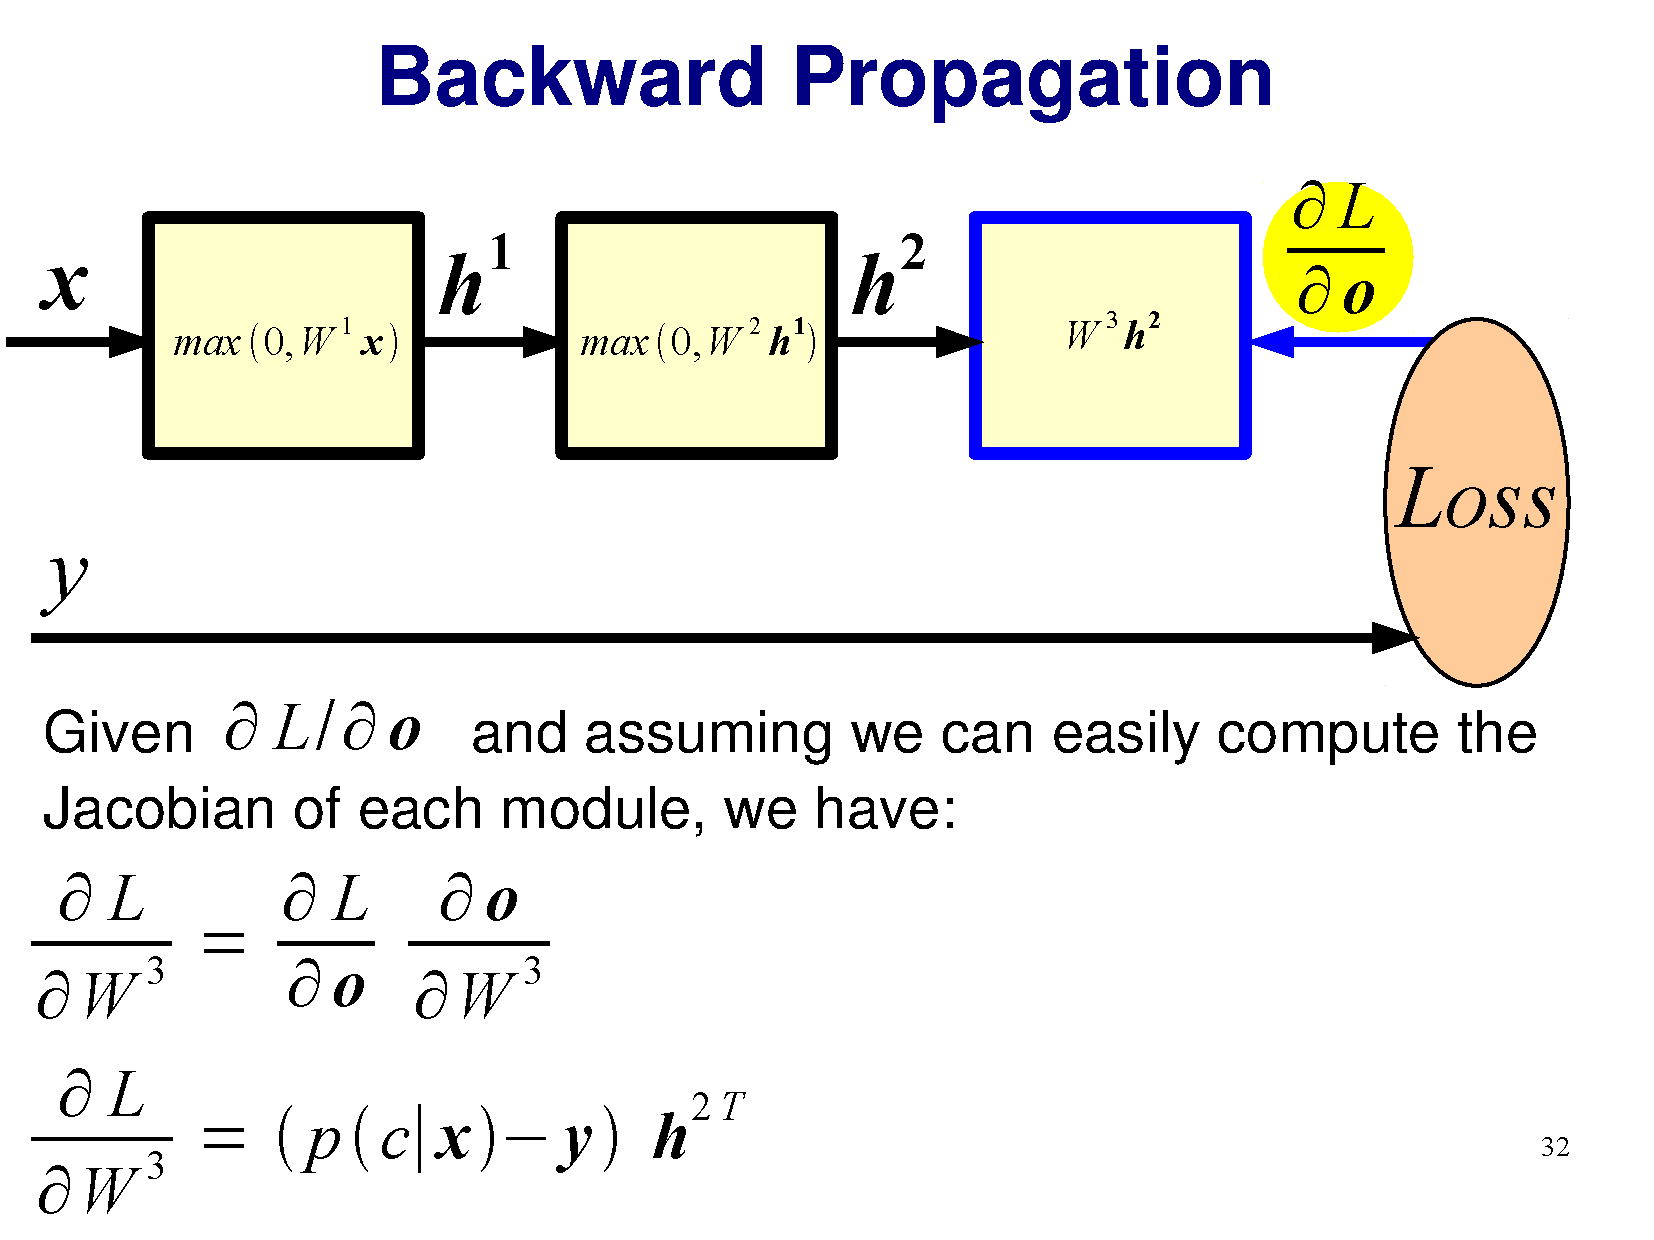 Backward Propagation
x
h¹
h²
∂L/∂o
max(0, W¹ x)
max(0, W² h¹)
W³ h²
Loss
y
Given ∂L/∂o and assuming we can easily compute the
Jacobian of each module, we have:
∂L/∂W³ = ∂L/∂o ∂o/∂W³
∂L/∂W³ = (p(c|x)−y) h²ᵀ
32